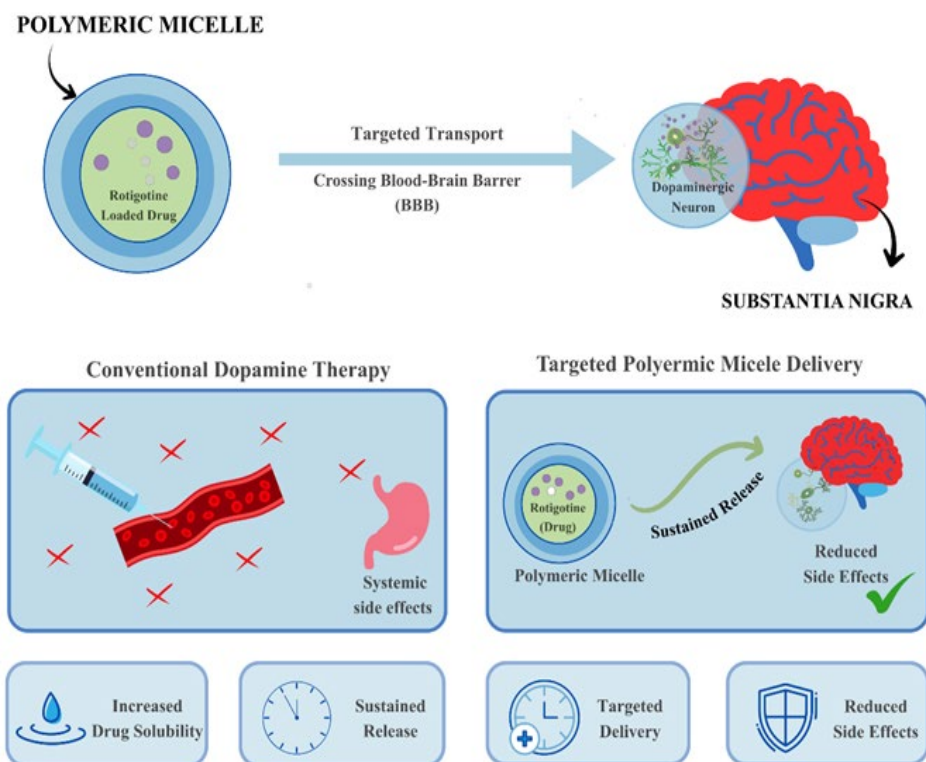 POLYMERIC MICELLE
Rotigotine
Loaded Drug
Targeted Transport
Crossing Blood-Brain Barrier
(BBB)
Dopaminergic
Neuron
SUBSTANTIA NIGRA
Conventional Dopamine Therapy
Systemic
side effects
Targeted Polyermic Micele Delivery
Rotigotine
(Drug)
Polymeric Micelle
Sustained Release
Reduced
Side Effects
Increased
Drug Solubility
Sustained
Release
Targeted
Delivery
Reduced
Side Effects